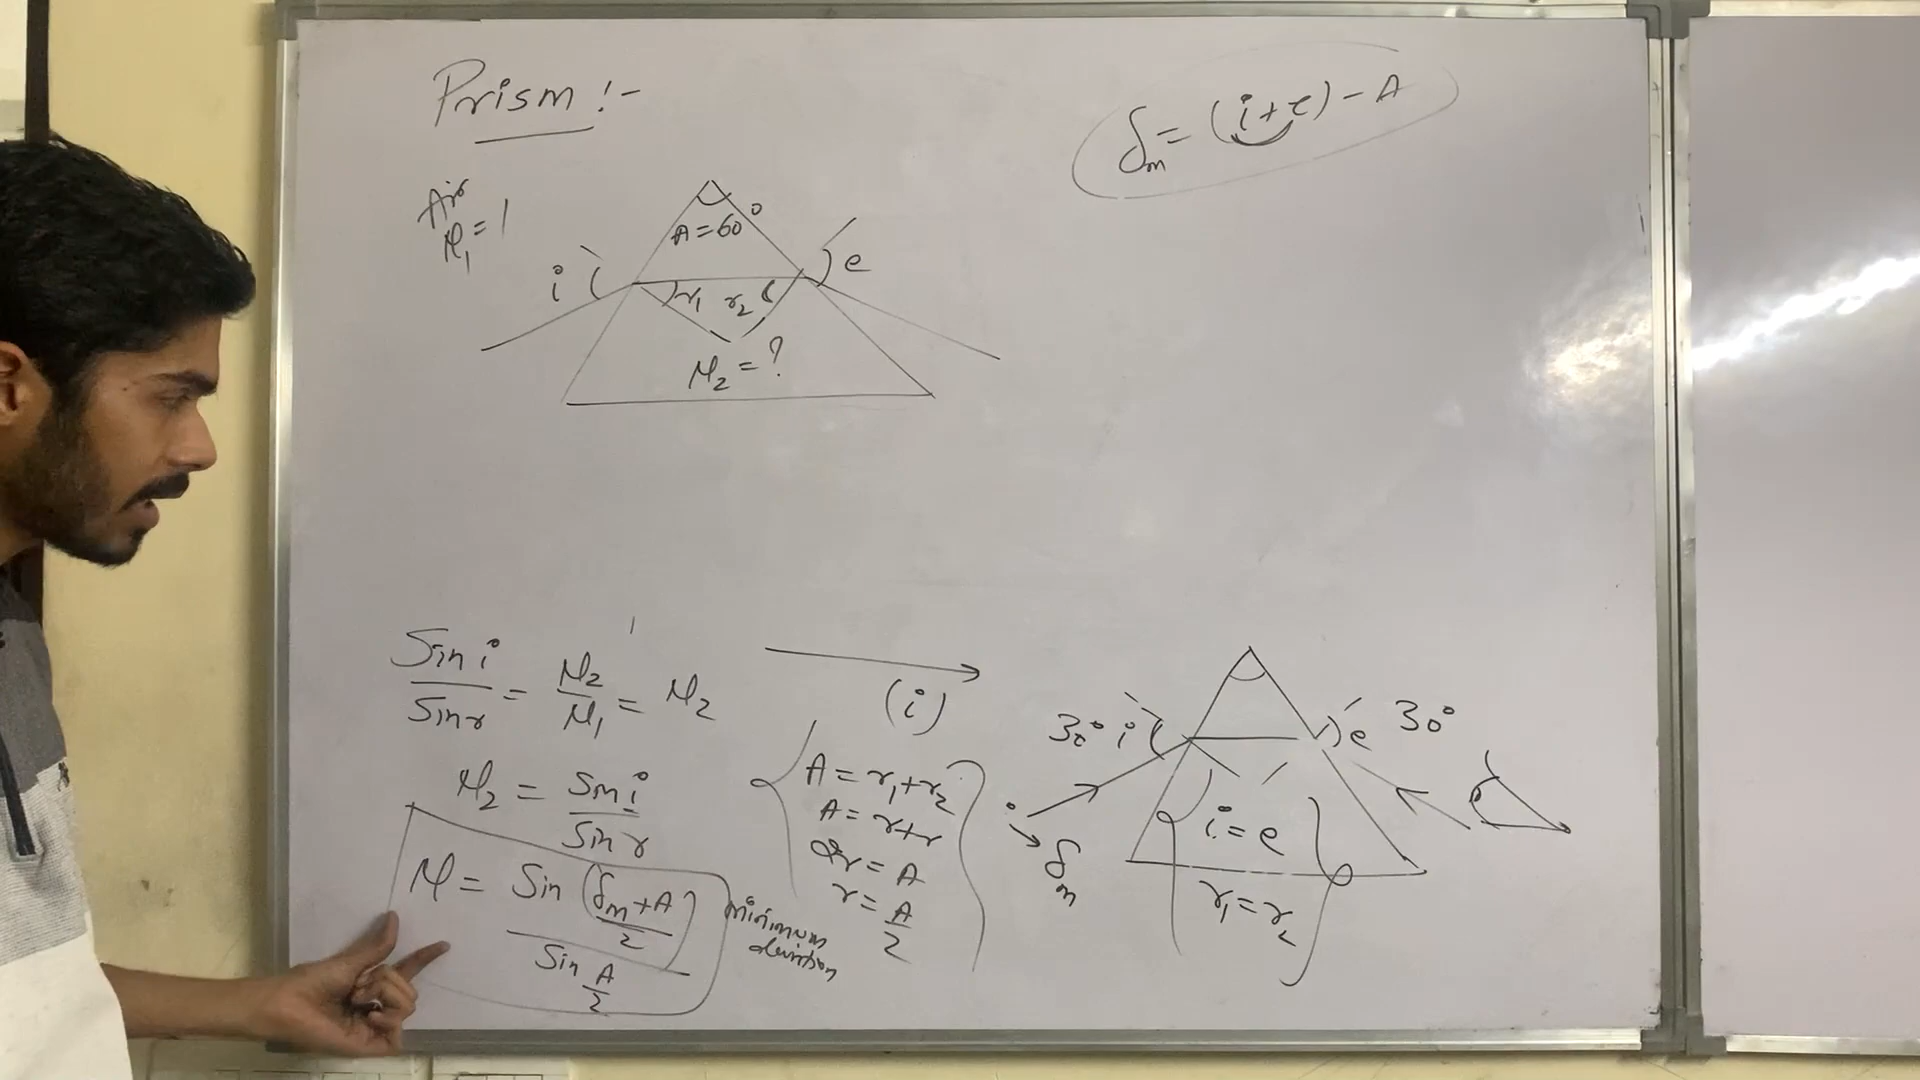 Prism :-
δm = (i+e) - A
Air
μ1 = 1
A = 60°
i
e
r1 r2
μ2 = ?
Sin i / Sin r = μ2 / μ1 = μ2
(i)
μ2 = Sin i / Sin r
μ = Sin (δm + A / 2) / Sin A/2
minimum
A = r1 + r2
A = r + r
2r = A
r = A/2
30° i
e 30°
i = e
δm
r1 = r2